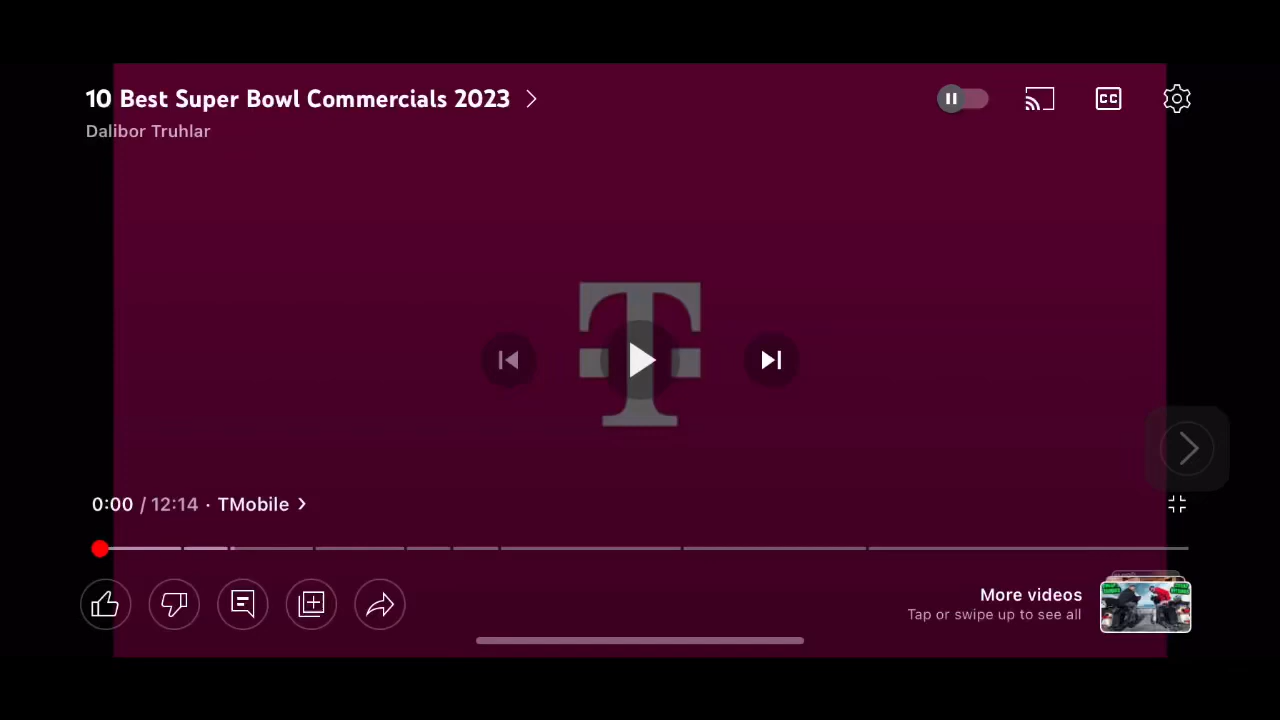 10 Best Super Bowl Commercials 2023
Dalibor Truhlar
CC
T
0:00 / 12:14 · TMobile
More videos
Tap or swipe up to see all